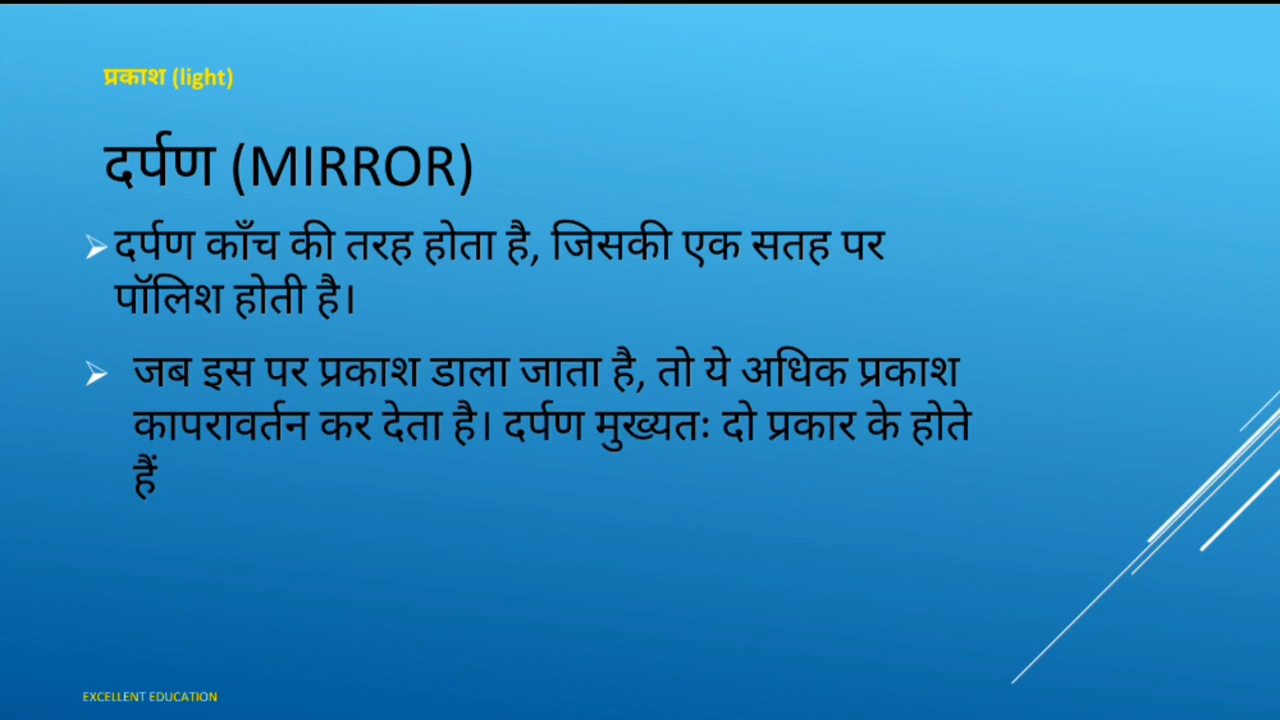 प्रकाश (light)
दर्पण (MIRROR)
दर्पण काँच की तरह होता है, जिसकी एक सतह पर
पॉलिश होती है।
जब इस पर प्रकाश डाला जाता है, तो ये अधिक प्रकाश
कापरावर्तन कर देता है। दर्पण मुख्यतः दो प्रकार के होते
हैं
EXCELLENT EDUCATION